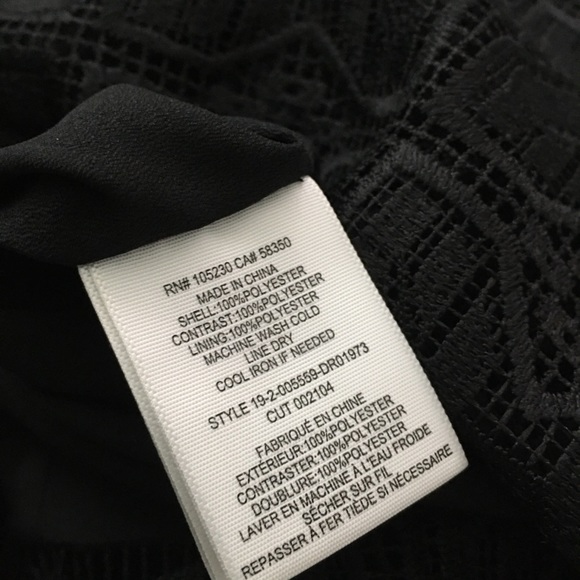 RN# 105230 CA# 58350
MADE IN CHINA
SHELL:100%POLYESTER
CONTRAST:100%POLYESTER
LINING:100%POLYESTER
MACHINE WASH COLD
LINE DRY
COOL IRON IF NEEDED
STYLE 19-2-005559-DR01973
CUT 002104
FABRIQUÉ EN CHINE
EXTÉRIEUR:100%POLYESTER
CONTRASTER:100%POLYESTER
DOUBLURE:100%POLYESTER
LAVER EN MACHINE À L'EAU FROIDE
SÉCHER SUR FIL
REPASSER À FER TIÈDE SI NÉCESSAIRE